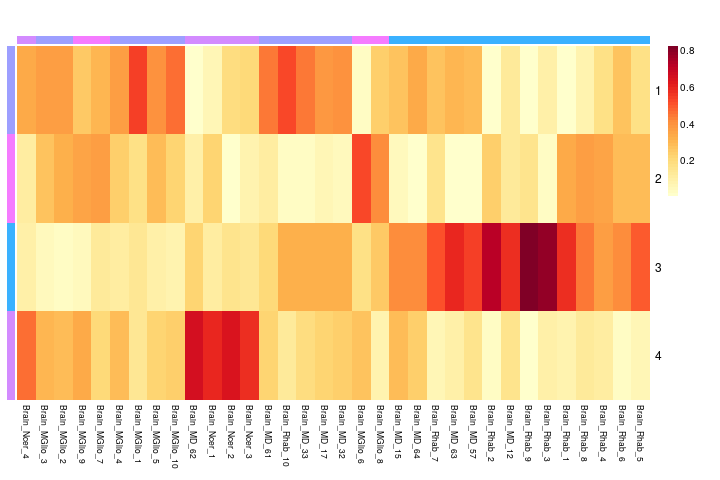 0.8
0.6
0.4
0.2
1
2
3
4
Brain_Ncer_4
Brain_MGlio_3
Brain_MGlio_2
Brain_MGlio_9
Brain_MGlio_7
Brain_MGlio_4
Brain_MGlio_1
Brain_MGlio_5
Brain_MGlio_10
Brain_MD_62
Brain_Ncer_1
Brain_Ncer_2
Brain_Ncer_3
Brain_MD_61
Brain_Rhab_10
Brain_MD_33
Brain_MD_17
Brain_MD_32
Brain_MGlio_6
Brain_MGlio_8
Brain_MD_15
Brain_MD_64
Brain_Rhab_7
Brain_MD_63
Brain_MD_57
Brain_Rhab_2
Brain_MD_12
Brain_Rhab_9
Brain_Rhab_3
Brain_Rhab_1
Brain_Rhab_8
Brain_Rhab_4
Brain_Rhab_6
Brain_Rhab_5